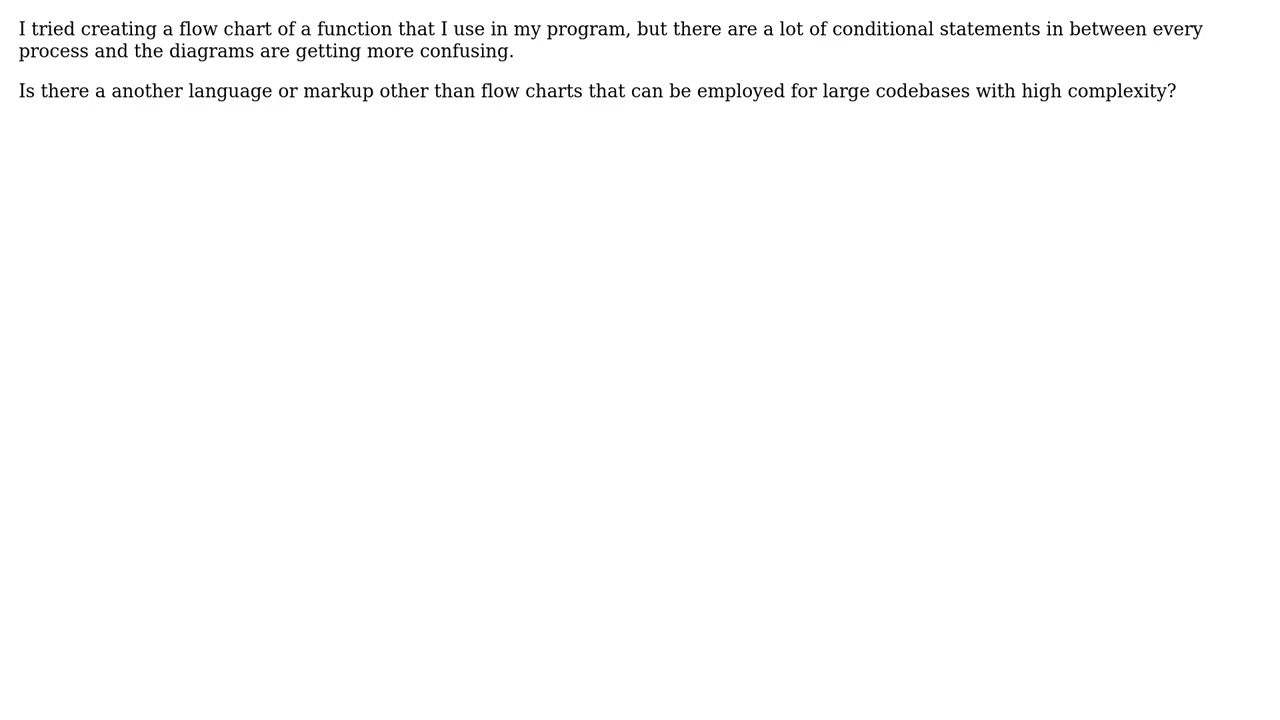 I tried creating a flow chart of a function that I use in my program, but there are a lot of conditional statements in between every
process and the diagrams are getting more confusing.
Is there a another language or markup other than flow charts that can be employed for large codebases with high complexity?